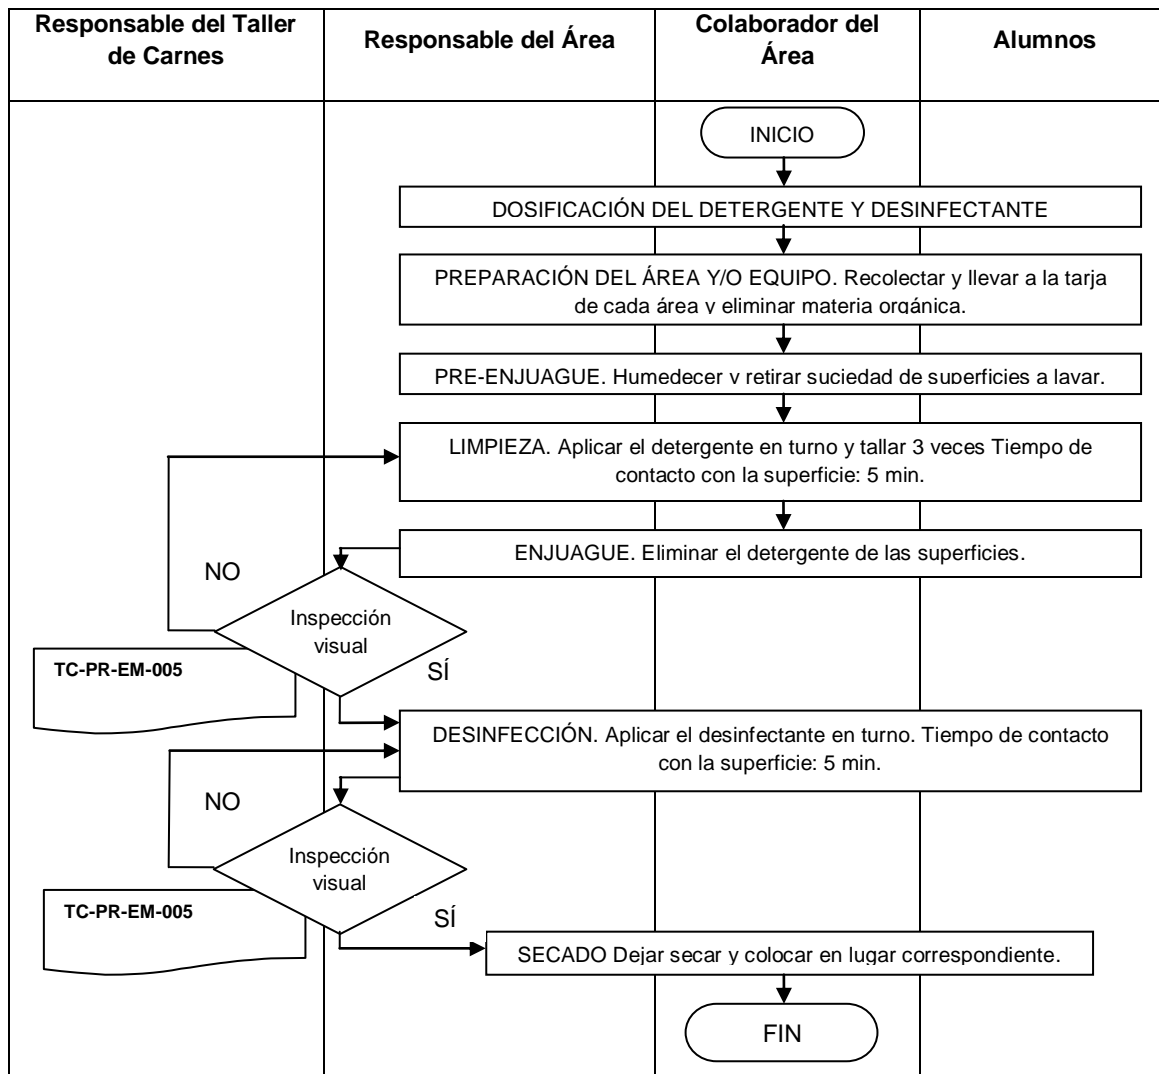 Responsable del Taller
de Carnes
Responsable del Área
Colaborador del
Área
Alumnos
INICIO
DOSIFICACIÓN DEL DETERGENTE Y DESINFECTANTE
PREPARACIÓN DEL ÁREA Y/O EQUIPO. Recolectar y llevar a la tarja
de cada área y eliminar materia orgánica.
PRE-ENJUAGUE. Humedecer y retirar suciedad de superficies a lavar.
LIMPIEZA. Aplicar el detergente en turno y tallar 3 veces Tiempo de
contacto con la superficie: 5 min.
ENJUAGUE. Eliminar el detergente de las superficies.
NO
Inspección
visual
SÍ
TC-PR-EM-005
DESINFECCIÓN. Aplicar el desinfectante en turno. Tiempo de contacto
con la superficie: 5 min.
NO
Inspección
visual
SÍ
TC-PR-EM-005
SECADO Dejar secar y colocar en lugar correspondiente.
FIN